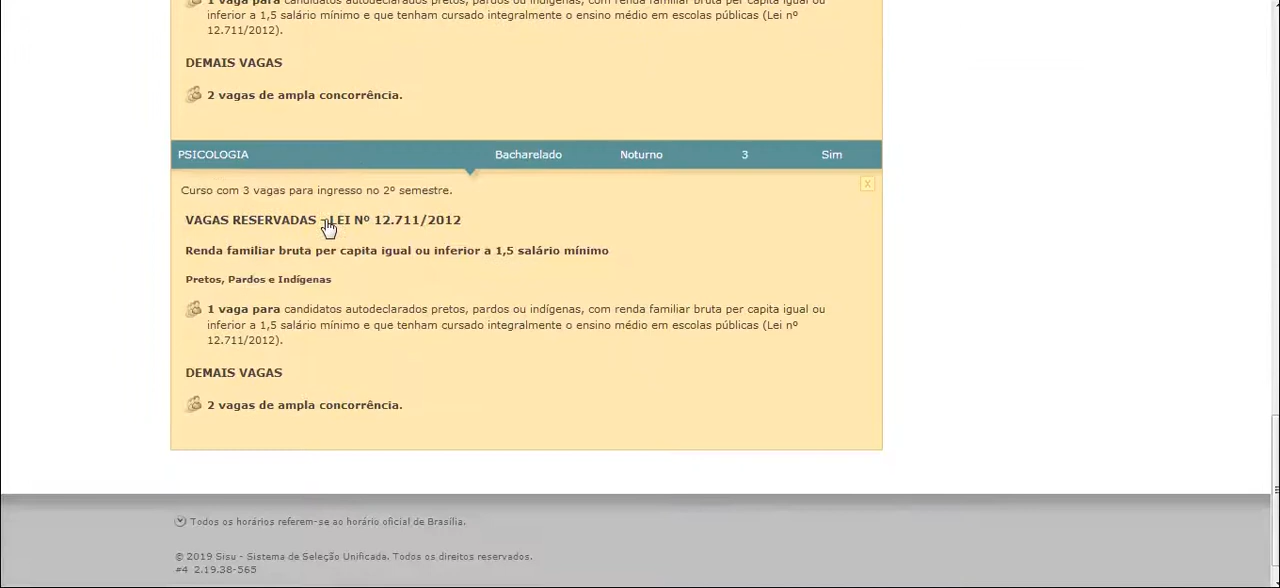 1 vaga para candidatos autodeclarados pretos, pardos ou indígenas, com renda familiar bruta per capita igual ou
inferior a 1,5 salário mínimo e que tenham cursado integralmente o ensino médio em escolas públicas (Lei nº
12.711/2012).
DEMAIS VAGAS
2 vagas de ampla concorrência.
PSICOLOGIA Bacharelado Noturno 3 Sim
Curso com 3 vagas para ingresso no 2º semestre.
X
VAGAS RESERVADAS - LEI Nº 12.711/2012
Renda familiar bruta per capita igual ou inferior a 1,5 salário mínimo
Pretos, Pardos e Indígenas
1 vaga para candidatos autodeclarados pretos, pardos ou indígenas, com renda familiar bruta per capita igual ou
inferior a 1,5 salário mínimo e que tenham cursado integralmente o ensino médio em escolas públicas (Lei nº
12.711/2012).
DEMAIS VAGAS
2 vagas de ampla concorrência.
Todos os horários referem-se ao horário oficial de Brasília.
© 2019 Sisu - Sistema de Seleção Unificada. Todos os direitos reservados.
#4 2.19.38-565